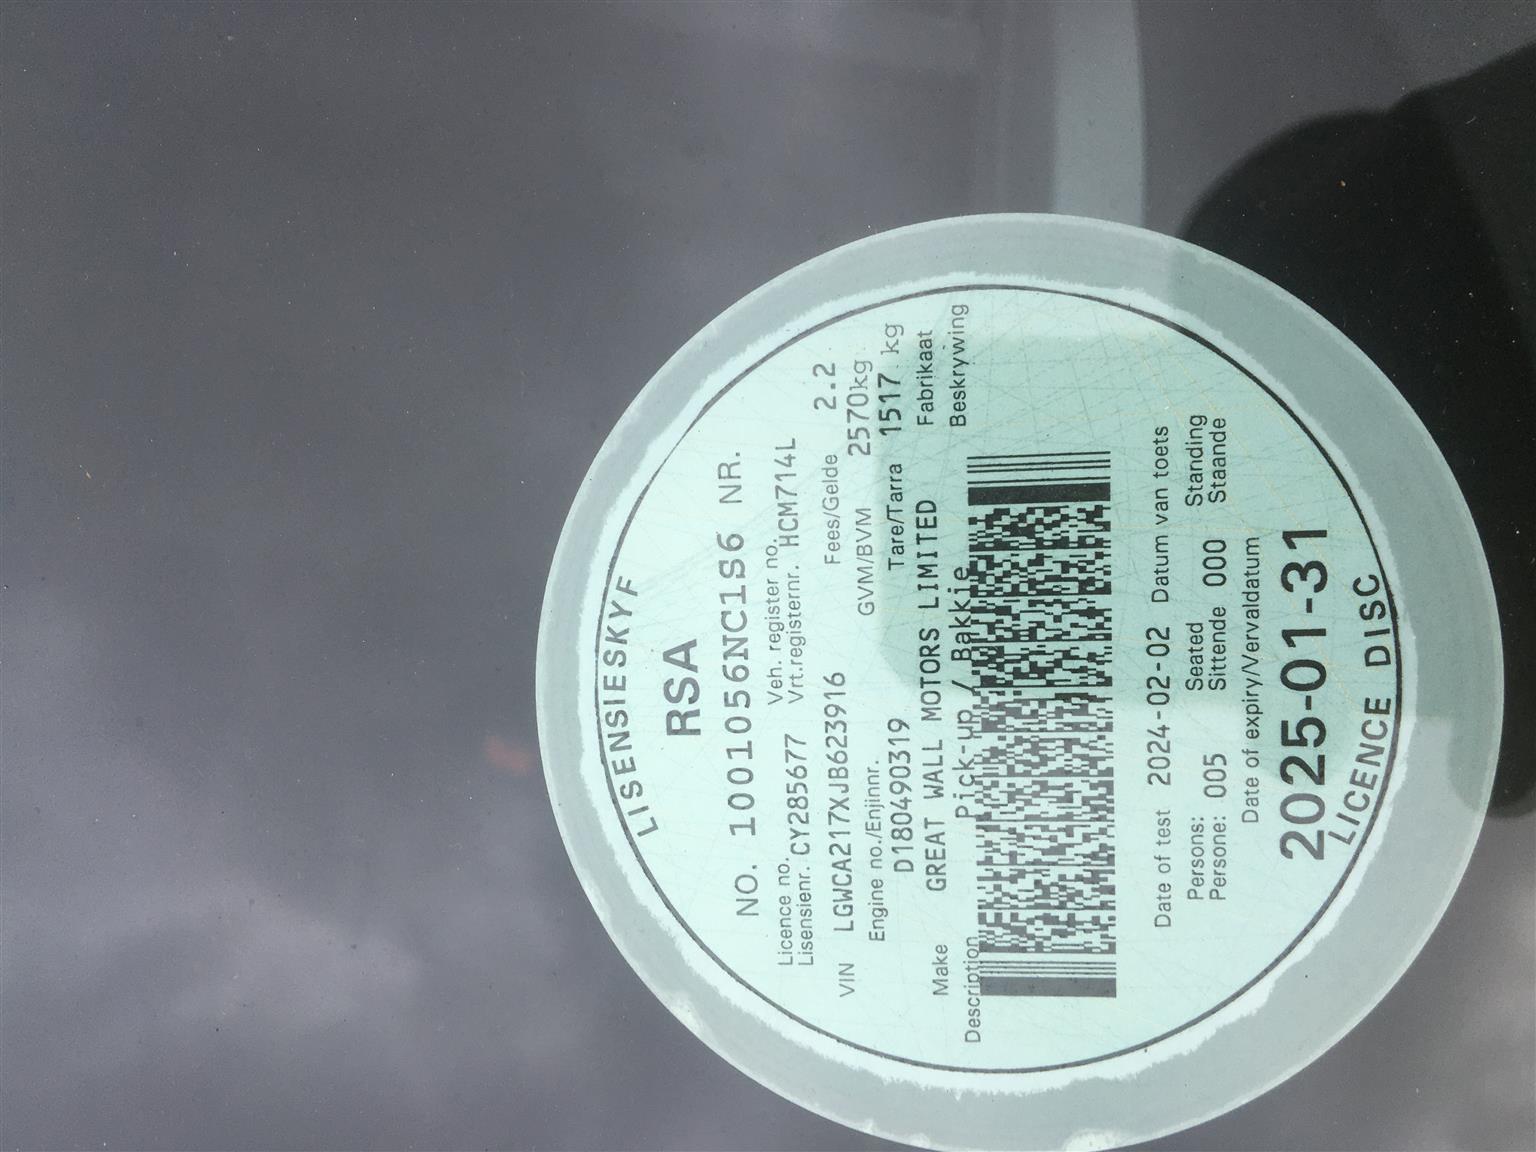 LISENSIESKYF
RSA
NO. 1001056NC1S6 NR.
Licence no. Veh. register no.
Lisensienr. CY285677 Vrt.registernr. HCM714L
VIN LGWCA217XJB623916 Fees/Gelde 2.2
Engine no./Enjinnr. GVM/BVM 2570kg
D180490319 Tare/Tarra 1517 kg
Make GREAT WALL MOTORS LIMITED Fabrikaat
Description Pick-up / Bakkie Beskrywing
Date of test 2024-02-02 Datum van toets
Persons: Seated Standing
Persone: 005 Sittende 000 Staande
Date of expiry/Vervaldatum
2025-01-31
LICENCE DISC